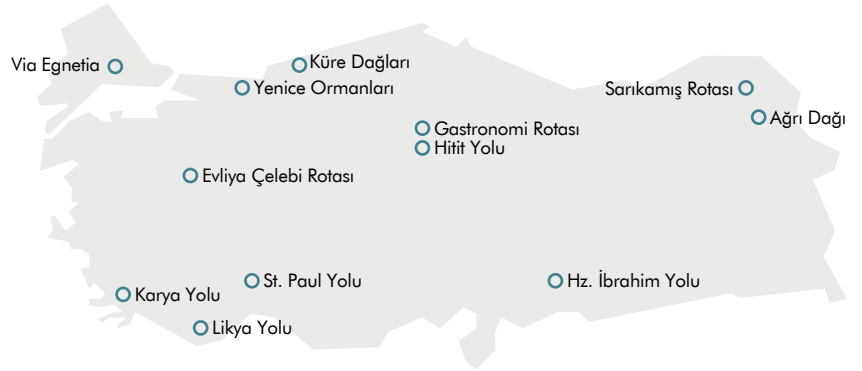 Küre Dağları
Via Egnetia
Yenice Ormanları
Sarıkamış Rotası
Ağrı Dağı
Gastronomi Rotası
Hitit Yolu
Evliya Çelebi Rotası
St. Paul Yolu
Hz. İbrahim Yolu
Karya Yolu
Likya Yolu